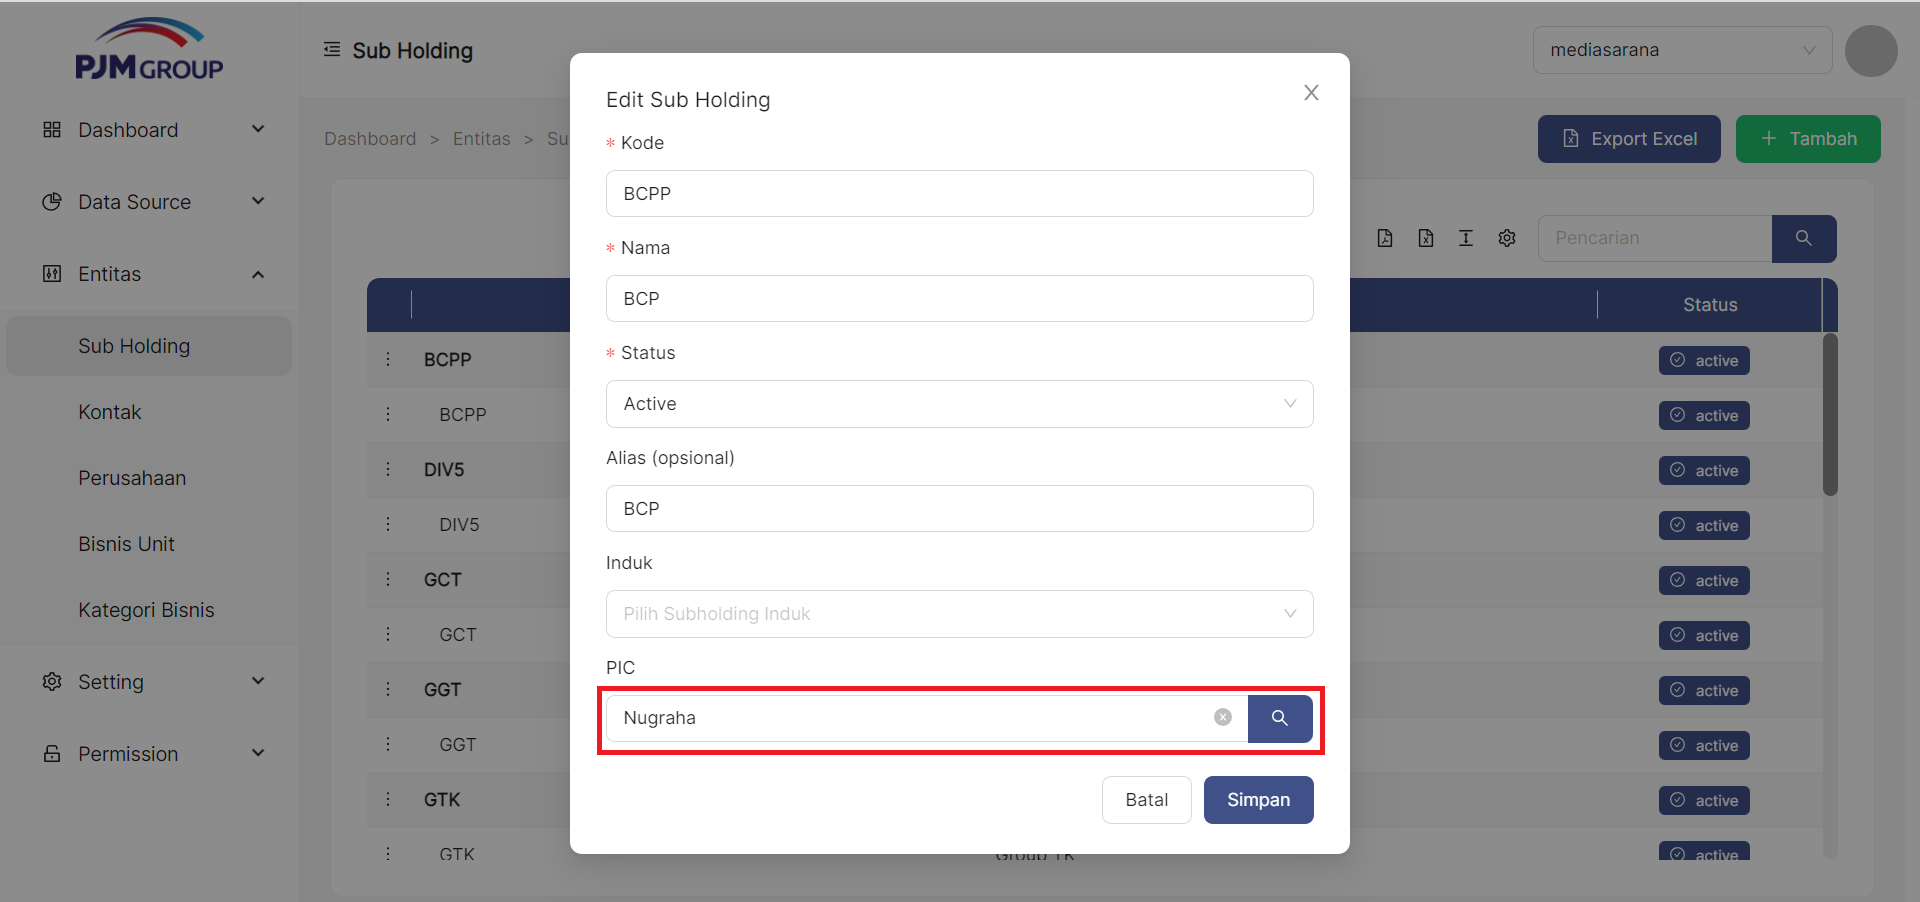 PJM GROUP
Sub Holding
mediasarana
Dashboard
Data Source
Entitas
Sub Holding
Kontak
Perusahaan
Bisnis Unit
Kategori Bisnis
Setting
Permission
Dashboard > Entitas > Su
Export Excel
+ Tambah
Pencarian
Status
BCPP
active
BCPP
active
DIV5
active
DIV5
active
GCT
active
GCT
active
GGT
active
GGT
active
GTK
active
GTK
Group TK
active
Edit Sub Holding
* Kode
BCPP
* Nama
BCP
* Status
Active
Alias (opsional)
BCP
Induk
Pilih Subholding Induk
PIC
Nugraha
Batal
Simpan